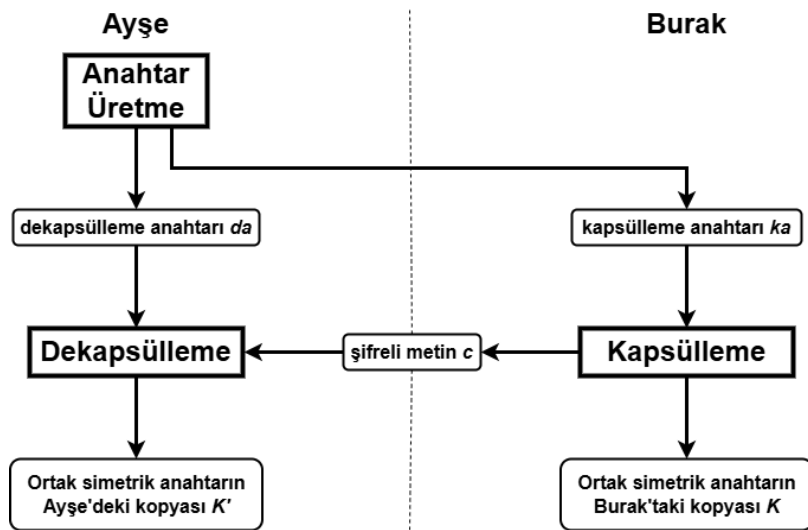 Ayşe
Burak
Anahtar
Üretme
dekapsülleme anahtarı da
kapsülleme anahtarı ka
Dekapsülleme
şifreli metin c
Kapsülleme
Ortak simetrik anahtarın
Ayşe'deki kopyası K'
Ortak simetrik anahtarın
Burak'taki kopyası K